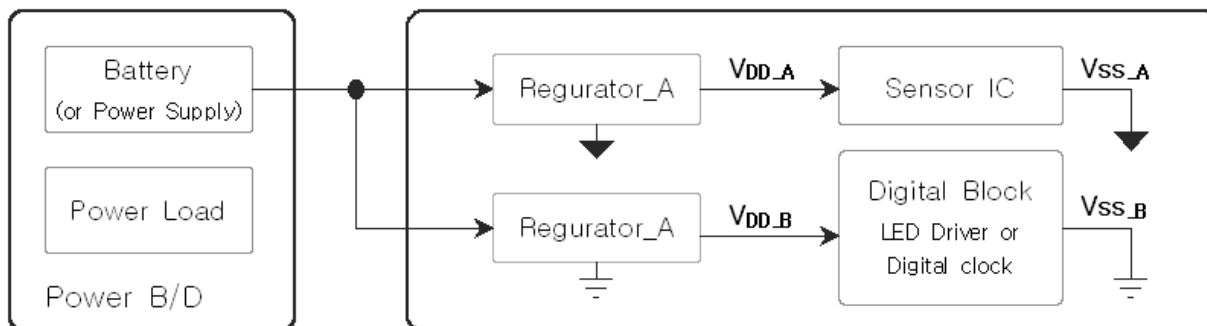 Battery
(or Power Supply)
Power Load
Power B/D
Regurator_A
VDD_A
Sensor IC
VSS_A
Regurator_A
VDD_B
Digital Block
LED Driver or
Digital clock
VSS_B